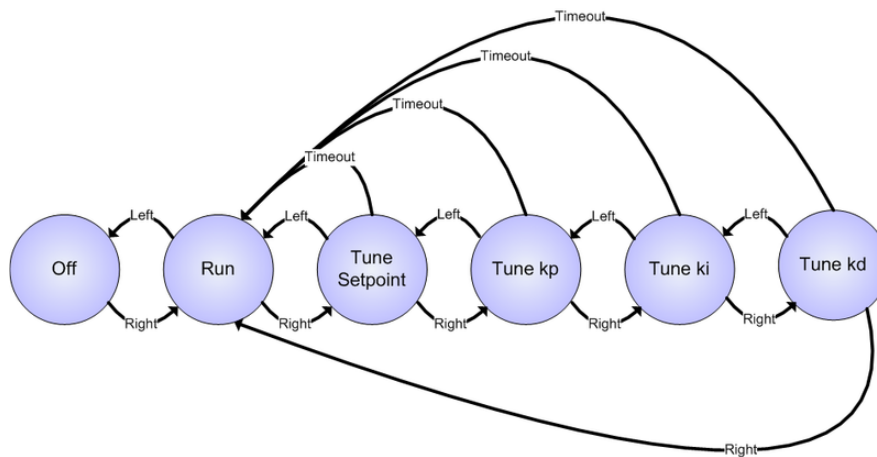 Timeout
Timeout
Timeout
Timeout
Left
Left
Left
Left
Left
Off
Run
Tune
Setpoint
Tune kp
Tune ki
Tune kd
Right
Right
Right
Right
Right
Right